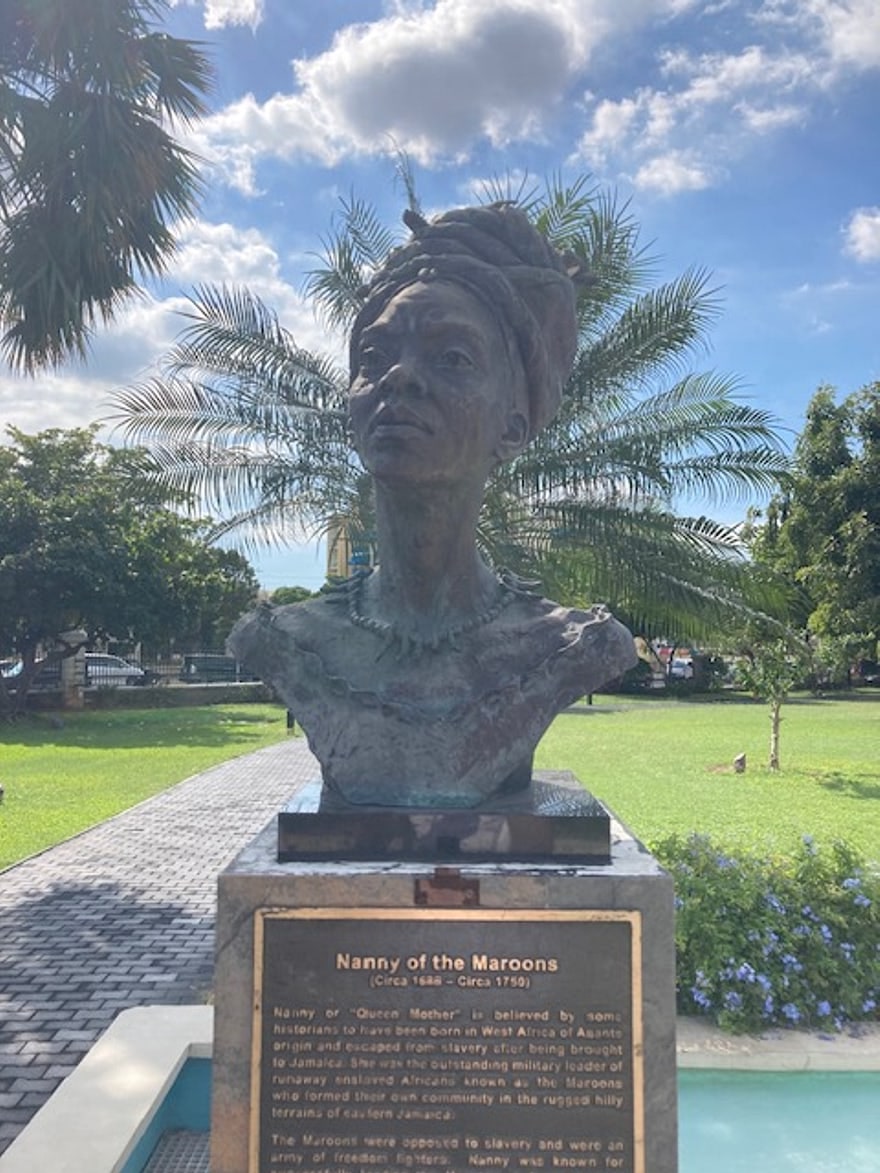 Nanny of the Maroons
(Circa 1686 – Circa 1750)
Nanny or "Queen Mother" is believed by some
historians to have been born in West Africa of Asante
origin and escaped from slavery after being brought
to Jamaica. She was the outstanding military leader of
runaway enslaved Africans known as the Maroons
who formed their own community in the rugged hilly
terrains of eastern Jamaica.
The Maroons were opposed to slavery and were an
army of freedom fighters. Nanny was known for